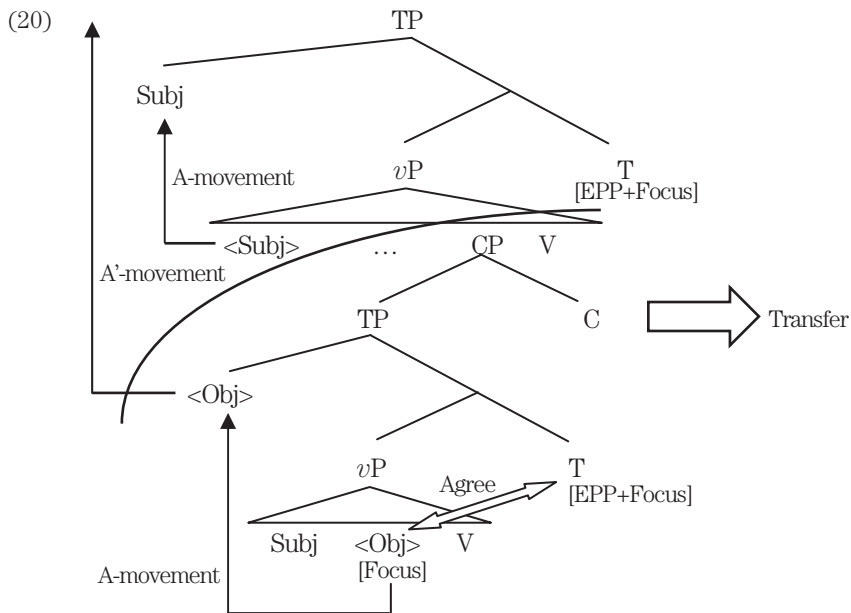 (20)
TP
Subj
A-movement
vP
T
[EPP+Focus]
<Subj> … CP V
A'-movement
TP
C
Transfer
<Obj>
vP
Agree
T
[EPP+Focus]
Subj <Obj> V
[Focus]
A-movement